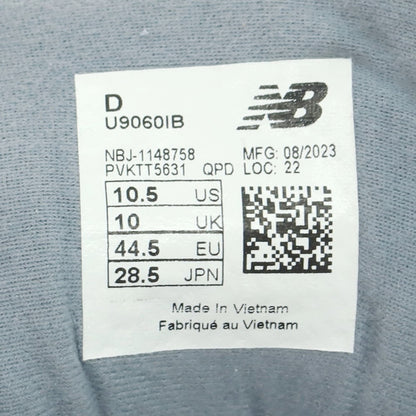 D
U9060IB
NB
NBJ-1148758 MFG: 08/2023
PVKTT5631 QPD LOC: 22
10.5 US
10 UK
44.5 EU
28.5 JPN
Made in Vietnam
Fabriqué au Vietnam